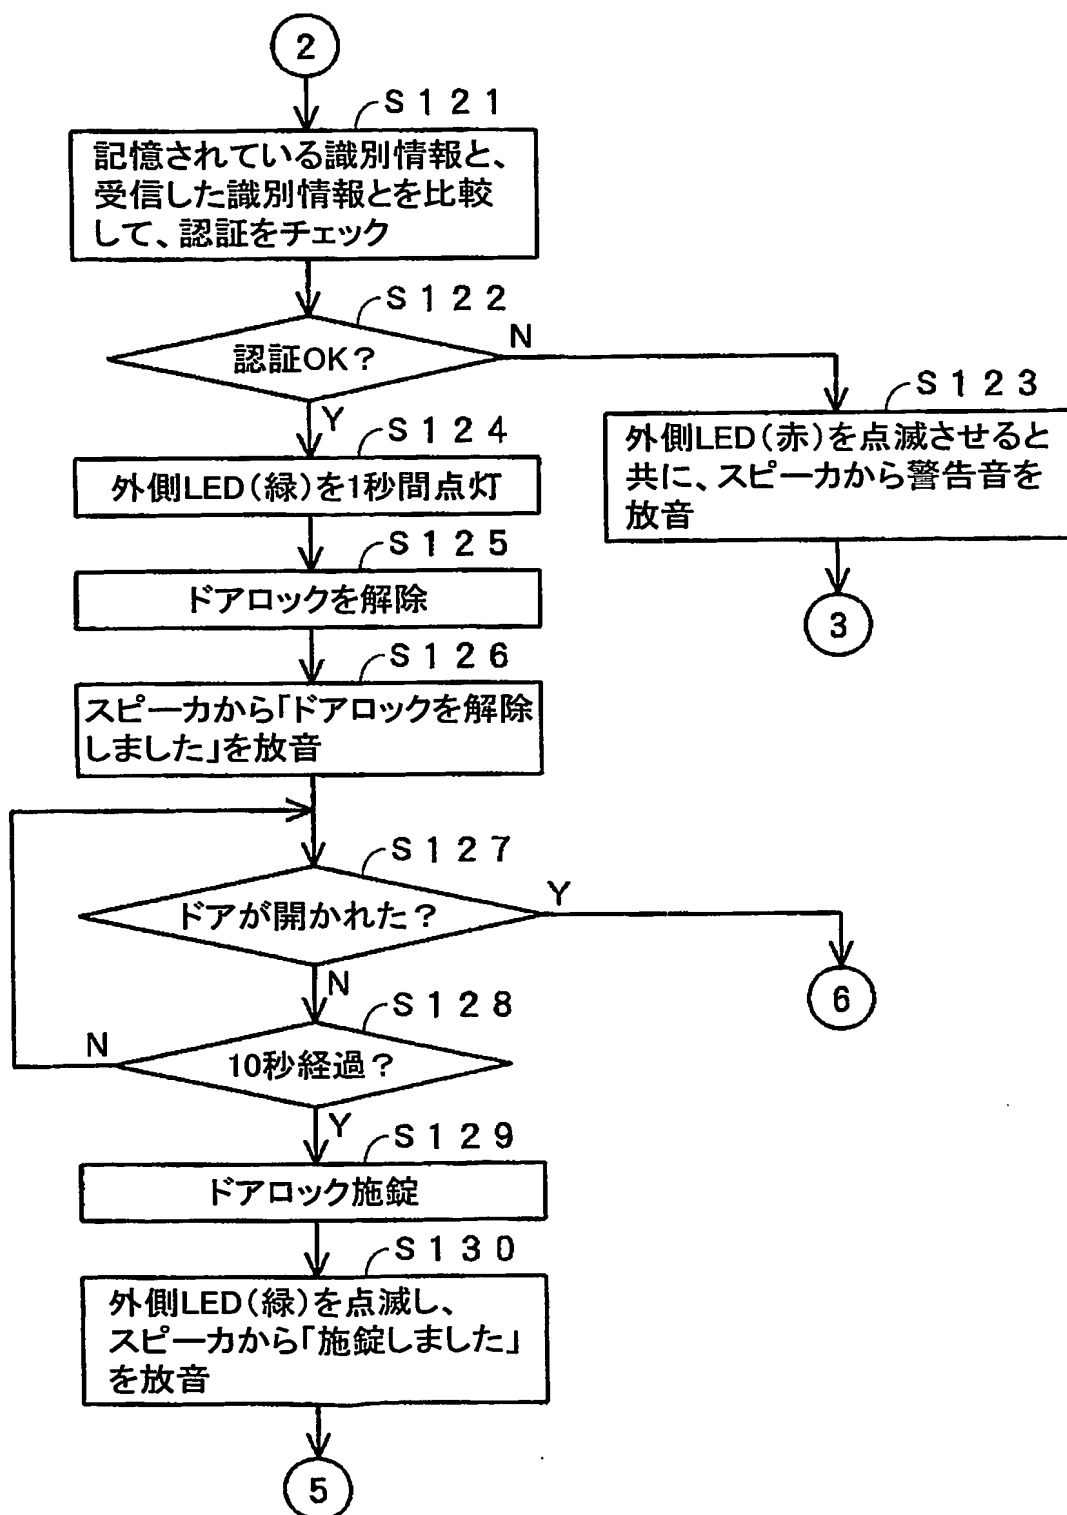 2
S121
記憶されている識別情報と、
受信した識別情報とを比較
して、認証をチェック
S122
認証OK?
N
Y
S123
外側LED(赤)を点滅させると
共に、スピーカから警告音を
放音
3
S124
外側LED(緑)を1秒間点灯
S125
ドアロックを解除
S126
スピーカから「ドアロックを解除
しました」を放音
S127
ドアが開かれた?
Y
N
6
S128
10秒経過?
N
Y
S129
ドアロック施錠
S130
外側LED(緑)を点滅し、
スピーカから「施錠しました」
を放音
5